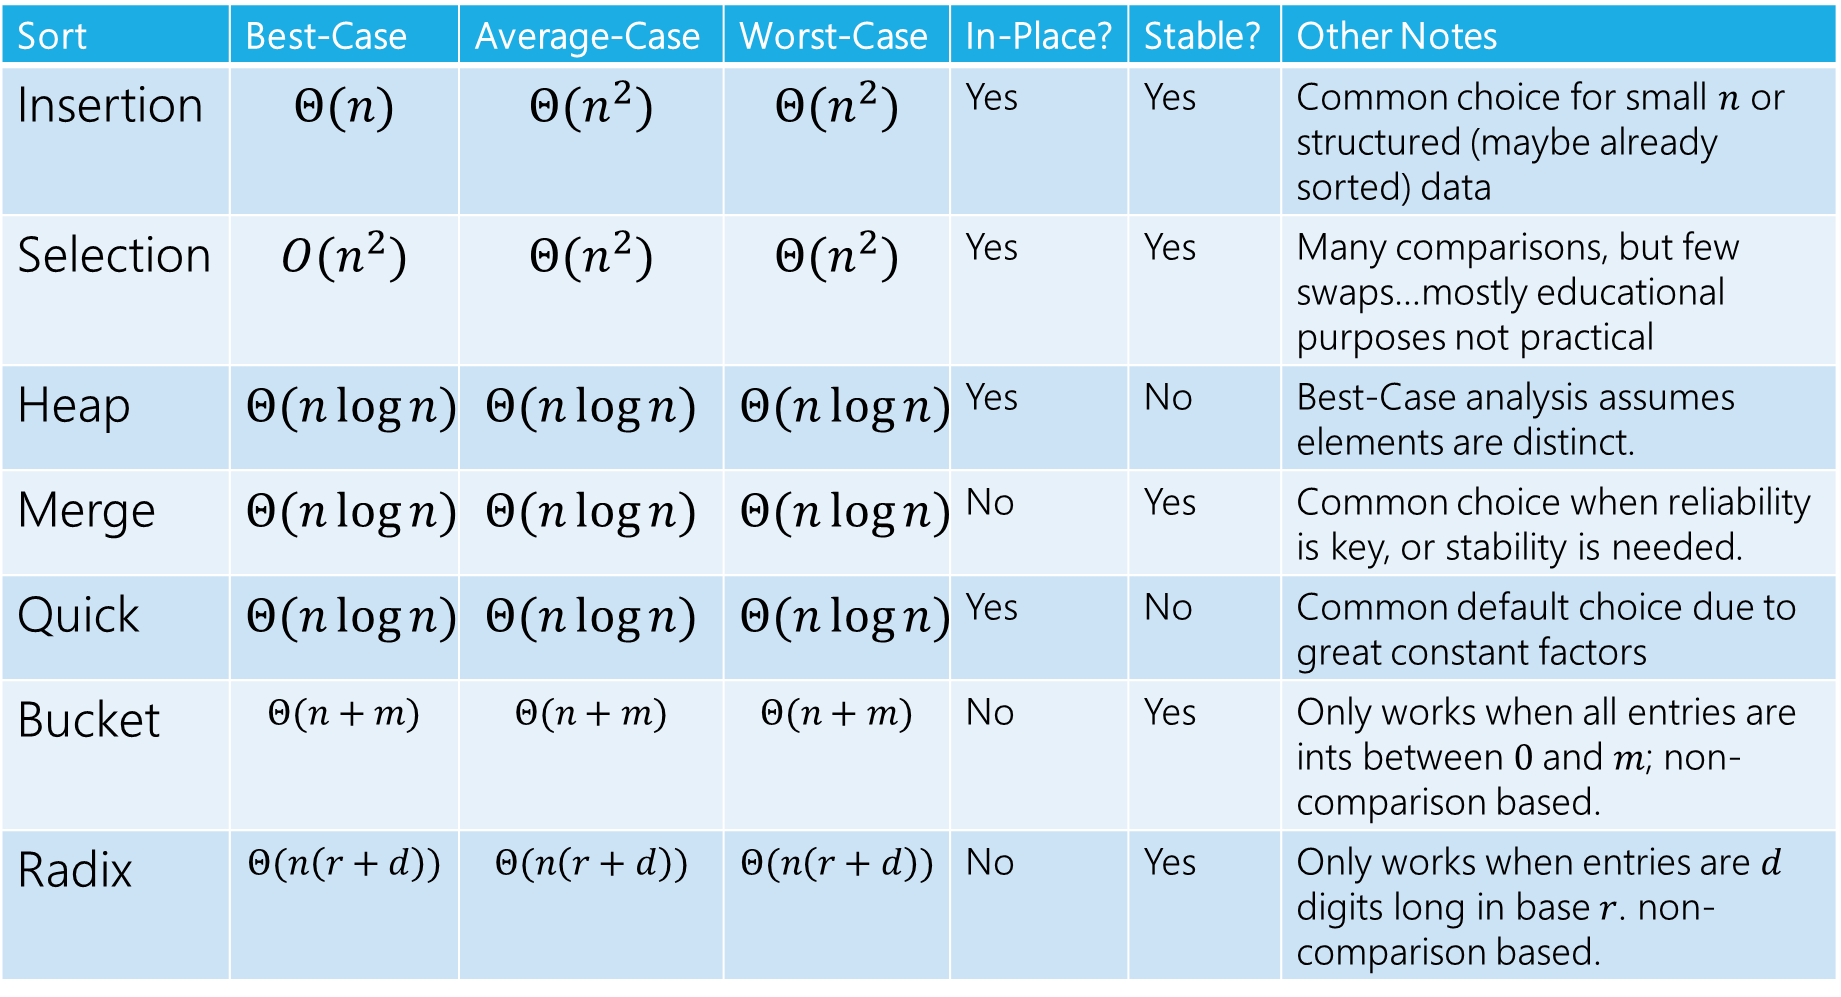 Sort Best-Case Average-Case Worst-Case In-Place? Stable? Other Notes
Insertion Θ(n) Θ(n²) Θ(n²) Yes Yes Common choice for small n or
structured (maybe already
sorted) data
Selection O(n²) Θ(n²) Θ(n²) Yes Yes Many comparisons, but few
swaps...mostly educational
purposes not practical
Heap Θ(n log n) Θ(n log n) Θ(n log n) Yes No Best-Case analysis assumes
elements are distinct.
Merge Θ(n log n) Θ(n log n) Θ(n log n) No Yes Common choice when reliability
is key, or stability is needed.
Quick Θ(n log n) Θ(n log n) Θ(n log n) Yes No Common default choice due to
great constant factors
Bucket Θ(n + m) Θ(n + m) Θ(n + m) No Yes Only works when all entries are
ints between 0 and m; non-
comparison based.
Radix Θ(n(r + d)) Θ(n(r + d)) Θ(n(r + d)) No Yes Only works when entries are d
digits long in base r. non-
comparison based.